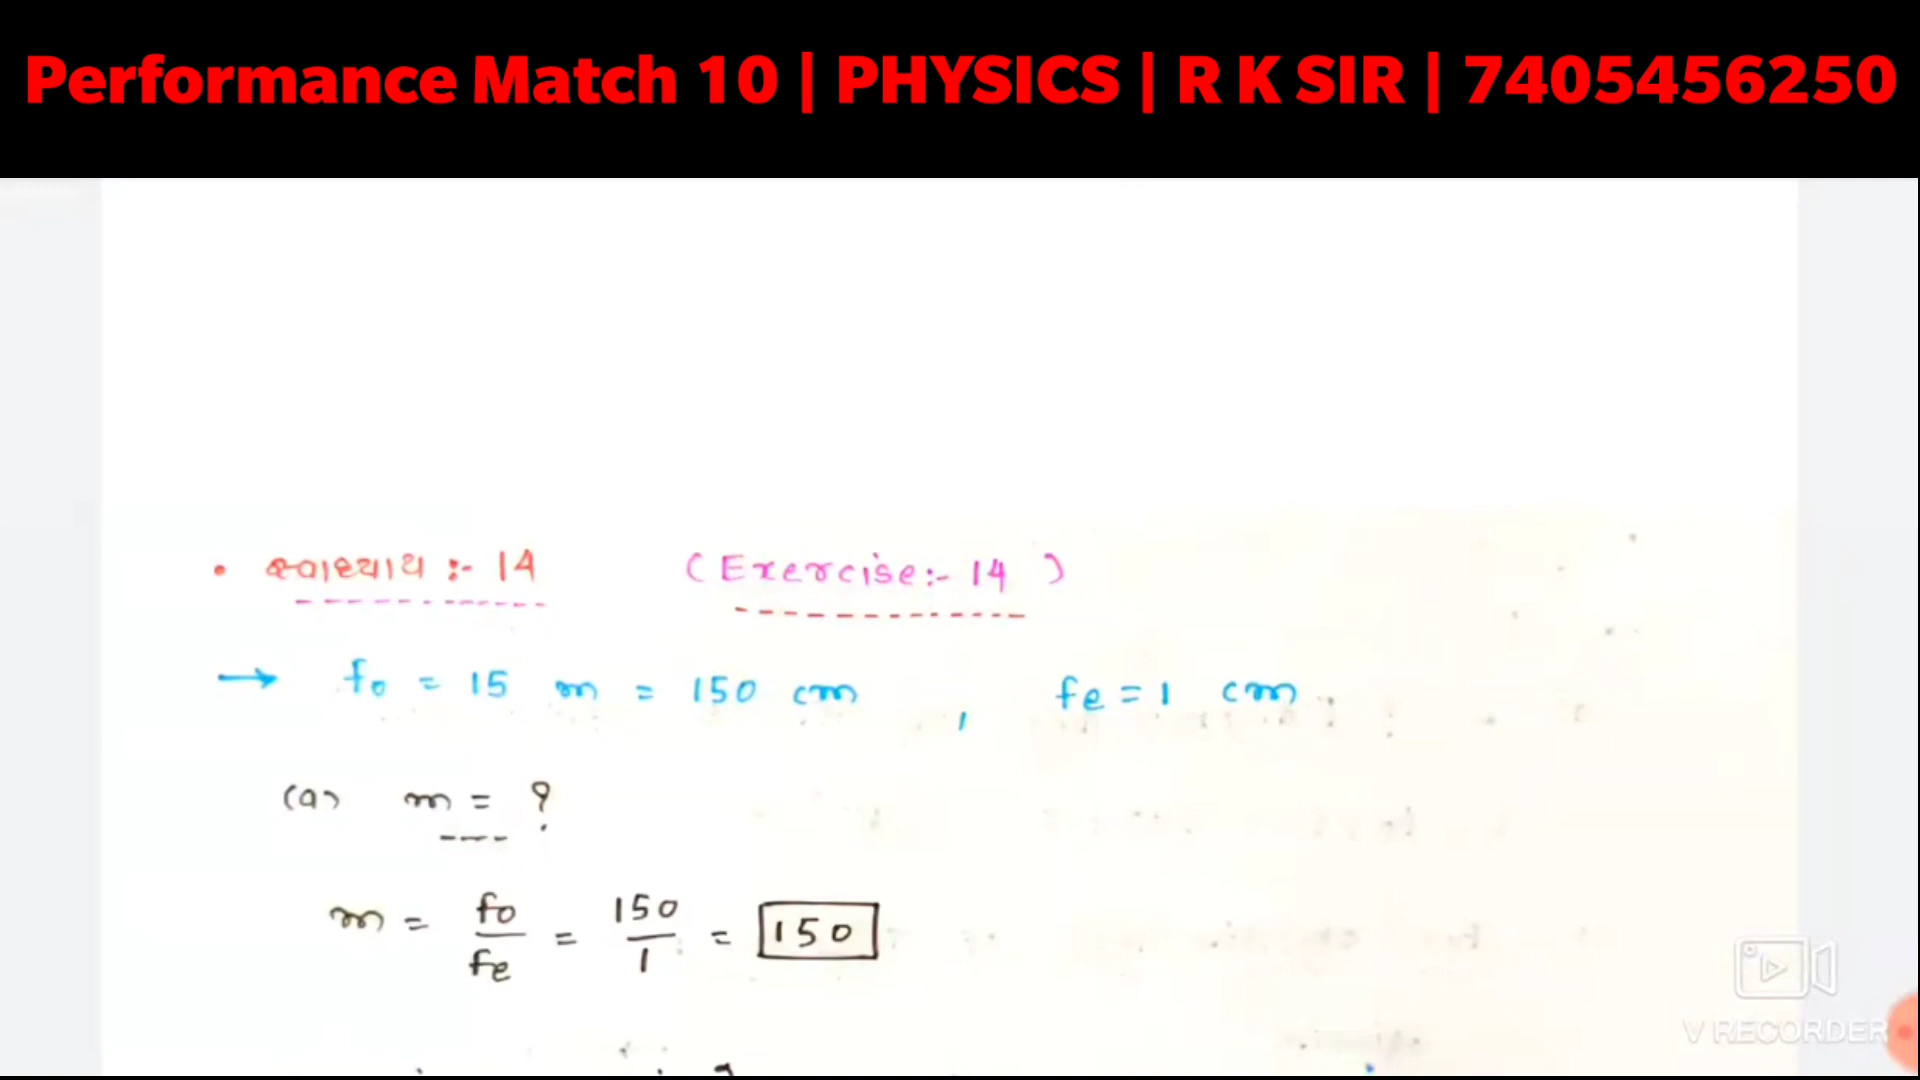 Performance Match 10 | PHYSICS | R K SIR | 7405456250
• સ્વાધ્યાય :- 14 (Exercise:- 14 )
→ fo = 15 m = 150 cm , fe = 1 cm
(a) m = ?
m = fo/fe = 150/1 = 150
V RECORDER